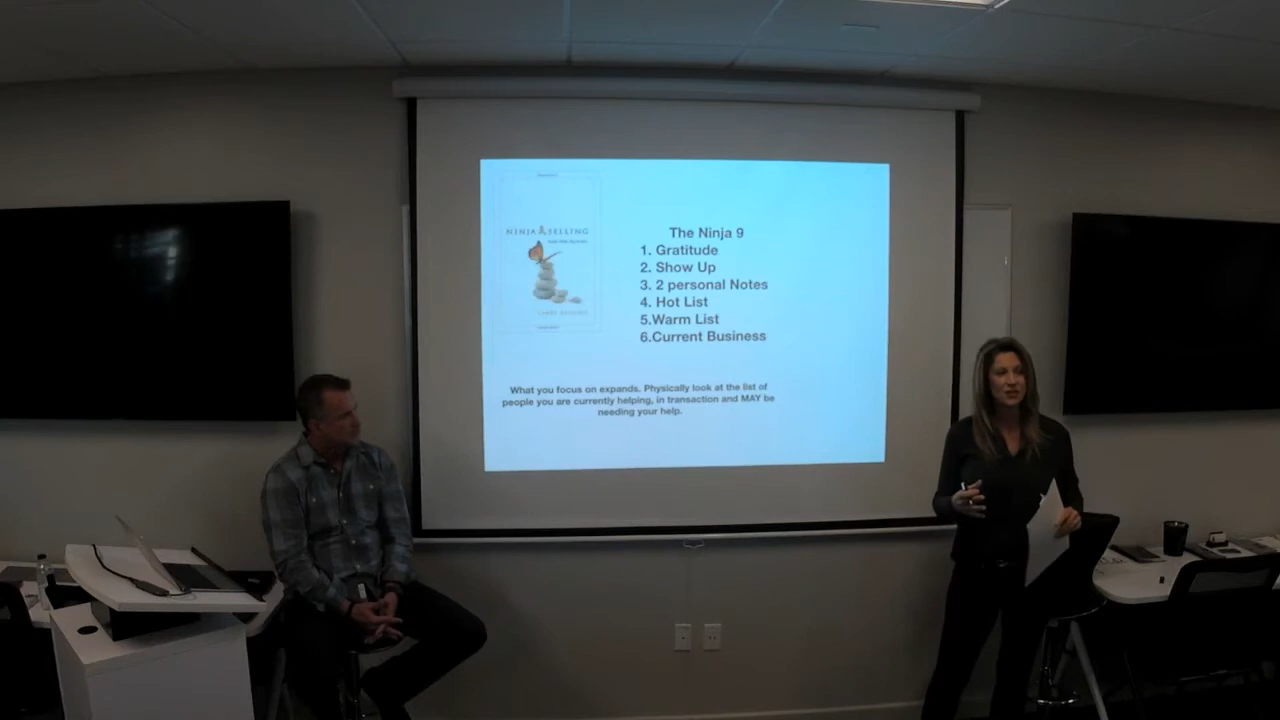 NINJA SELLING
The Ninja 9
1. Gratitude
2. Show Up
3. 2 personal Notes
4. Hot List
5.Warm List
6.Current Business
What you focus on expands. Physically look at the list of
people you are currently helping, in transaction and MAY be
needing your help.